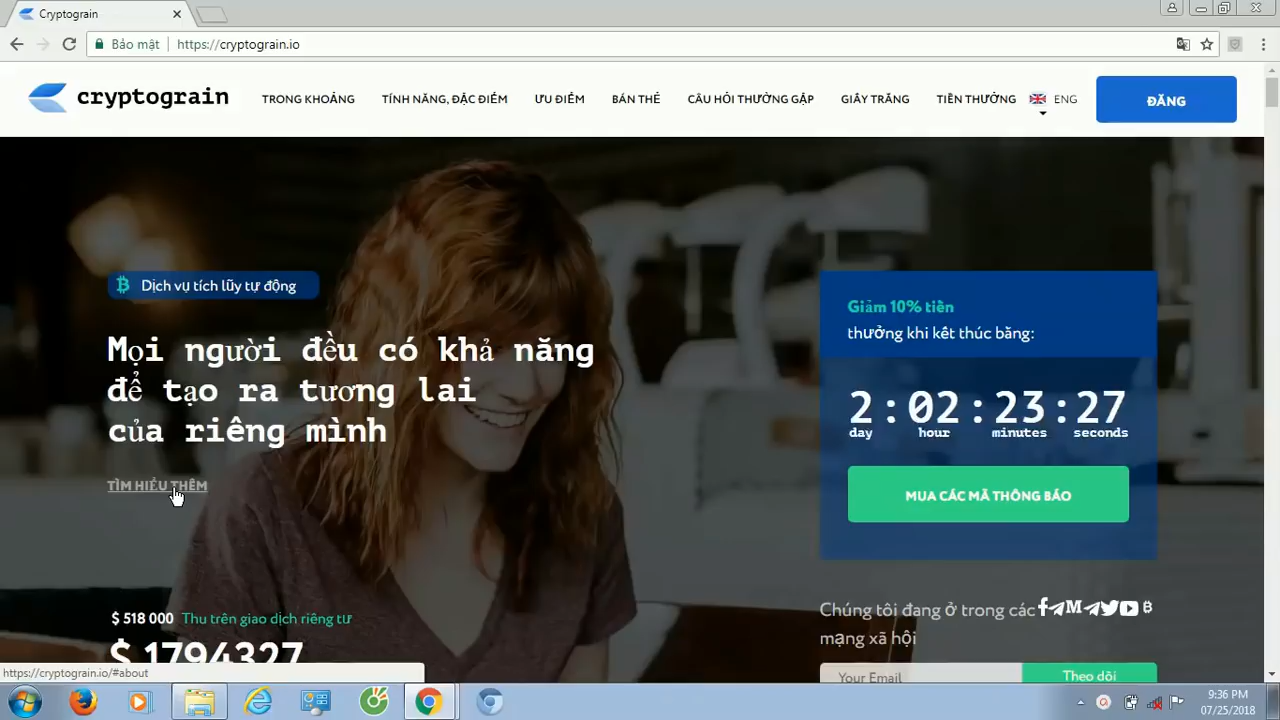 Cryptograin
Bảo mật https://cryptograin.io
cryptograin
TRONG KHOẢNG TÍNH NĂNG, ĐẶC ĐIỂM ƯU ĐIỂM BÁN THÉ CÂU HỎI THƯỜNG GẶP GIẤY TRẮNG TIỀN THƯỞNG ENG ĐĂNG
Dịch vụ tích lũy tự động
Mọi người đều có khả năng
để tạo ra tương lai
của riêng mình
TÌM HIỂU THÊM
Giảm 10% tiền
thưởng khi kết thúc bằng:
2:02:23:27
day hour minutes seconds
MUA CÁC MÃ THÔNG BÁO
$ 518 000 Thu trên giao dịch riêng tư
$ 1794327
Chúng tôi đang ở trong các
mạng xã hội
Your Email Theo dõi
https://cryptograin.io/#about
9:36 PM
07/25/2018